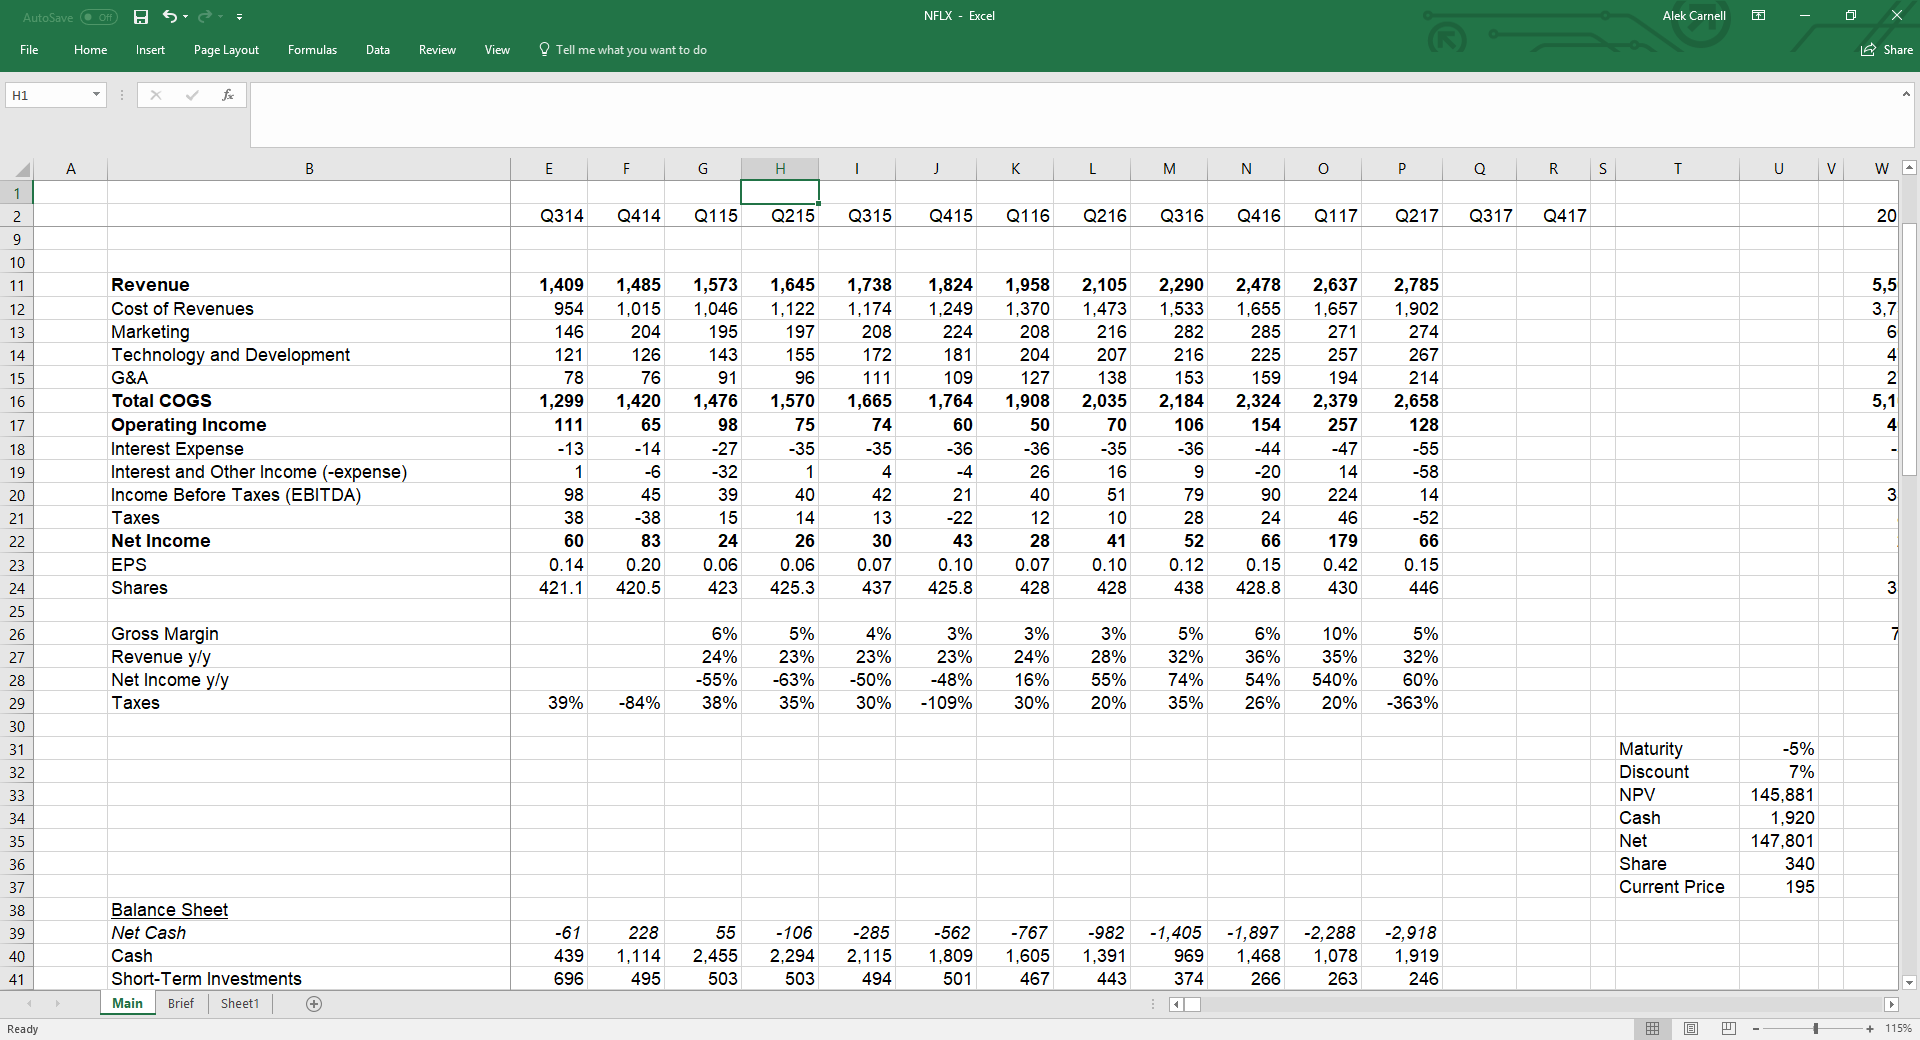 AutoSave Off NFLX - Excel Alek Carnell
File Home Insert Page Layout Formulas Data Review View Tell me what you want to do Share
H1 fx
A B E F G H I J K L M N O P Q R S T U V W
1
2 Q314 Q414 Q115 Q215 Q315 Q415 Q116 Q216 Q316 Q416 Q117 Q217 Q317 Q417 20
9
10
11 Revenue 1,409 1,485 1,573 1,645 1,738 1,824 1,958 2,105 2,290 2,478 2,637 2,785 5,5
12 Cost of Revenues 954 1,015 1,046 1,122 1,174 1,249 1,370 1,473 1,533 1,655 1,657 1,902 3,7
13 Marketing 146 204 195 197 208 224 208 216 282 285 271 274 6
14 Technology and Development 121 126 143 155 172 181 204 207 216 225 257 267 4
15 G&A 78 76 91 96 111 109 127 138 153 159 194 214 2
16 Total COGS 1,299 1,420 1,476 1,570 1,665 1,764 1,908 2,035 2,184 2,324 2,379 2,658 5,1
17 Operating Income 111 65 98 75 74 60 50 70 106 154 257 128 4
18 Interest Expense -13 -14 -27 -35 -35 -36 -36 -35 -36 -44 -47 -55 -
19 Interest and Other Income (-expense) 1 -6 -32 1 4 -4 26 16 9 -20 14 -58
20 Income Before Taxes (EBITDA) 98 45 39 40 42 21 40 51 79 90 224 14 3
21 Taxes 38 -38 15 14 13 -22 12 10 28 24 46 -52
22 Net Income 60 83 24 26 30 43 28 41 52 66 179 66
23 EPS 0.14 0.20 0.06 0.06 0.07 0.10 0.07 0.10 0.12 0.15 0.42 0.15
24 Shares 421.1 420.5 423 425.3 437 425.8 428 428 438 428.8 430 446 3
25
26 Gross Margin 6% 5% 4% 3% 3% 3% 5% 6% 10% 5% 7
27 Revenue y/y 24% 23% 23% 23% 24% 28% 32% 36% 35% 32%
28 Net Income y/y -55% -63% -50% -48% 16% 55% 74% 54% 540% 60%
29 Taxes 39% -84% 38% 35% 30% -109% 30% 20% 35% 26% 20% -363%
30
31 Maturity -5%
32 Discount 7%
33 NPV 145,881
34 Cash 1,920
35 Net 147,801
36 Share 340
37 Current Price 195
38 Balance Sheet
39 Net Cash -61 228 55 -106 -285 -562 -767 -982 -1,405 -1,897 -2,288 -2,918
40 Cash 439 1,114 2,455 2,294 2,115 1,809 1,605 1,391 969 1,468 1,078 1,919
41 Short-Term Investments 696 495 503 503 494 501 467 443 374 266 263 246
Main Brief Sheet1
Ready 115%